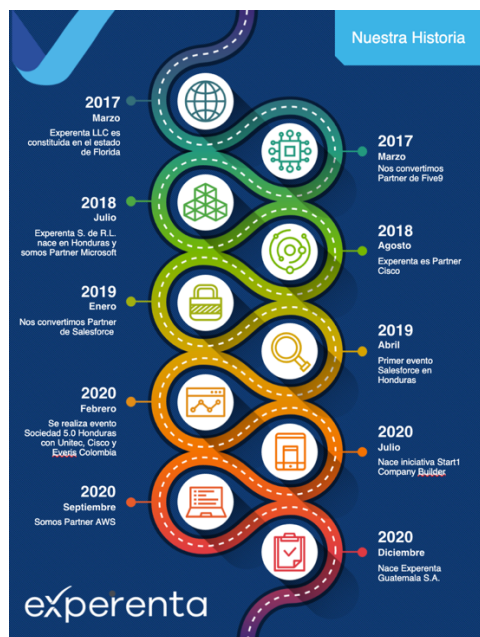 Nuestra Historia
2017
Marzo
Experenta LLC es
constituida en el estado
de Florida
2017
Marzo
Nos convertimos
Partner de Five9
2018
Julio
Experenta S. de R.L.
nace en Honduras y
somos Partner Microsoft
2018
Agosto
Experenta es Partner
Cisco
2019
Enero
Nos convertimos Partner
de Salesforce
2019
Abril
Primer evento
Salesforce en
Honduras
2020
Febrero
Se realiza evento
Sociedad 5.0 Honduras
con Unitec, Cisco y
Everis Colombia
2020
Julio
Nace iniciativa Start1
Company Builder
2020
Septiembre
Somos Partner AWS
2020
Diciembre
Nace Experenta
Guatemala S.A.
experenta